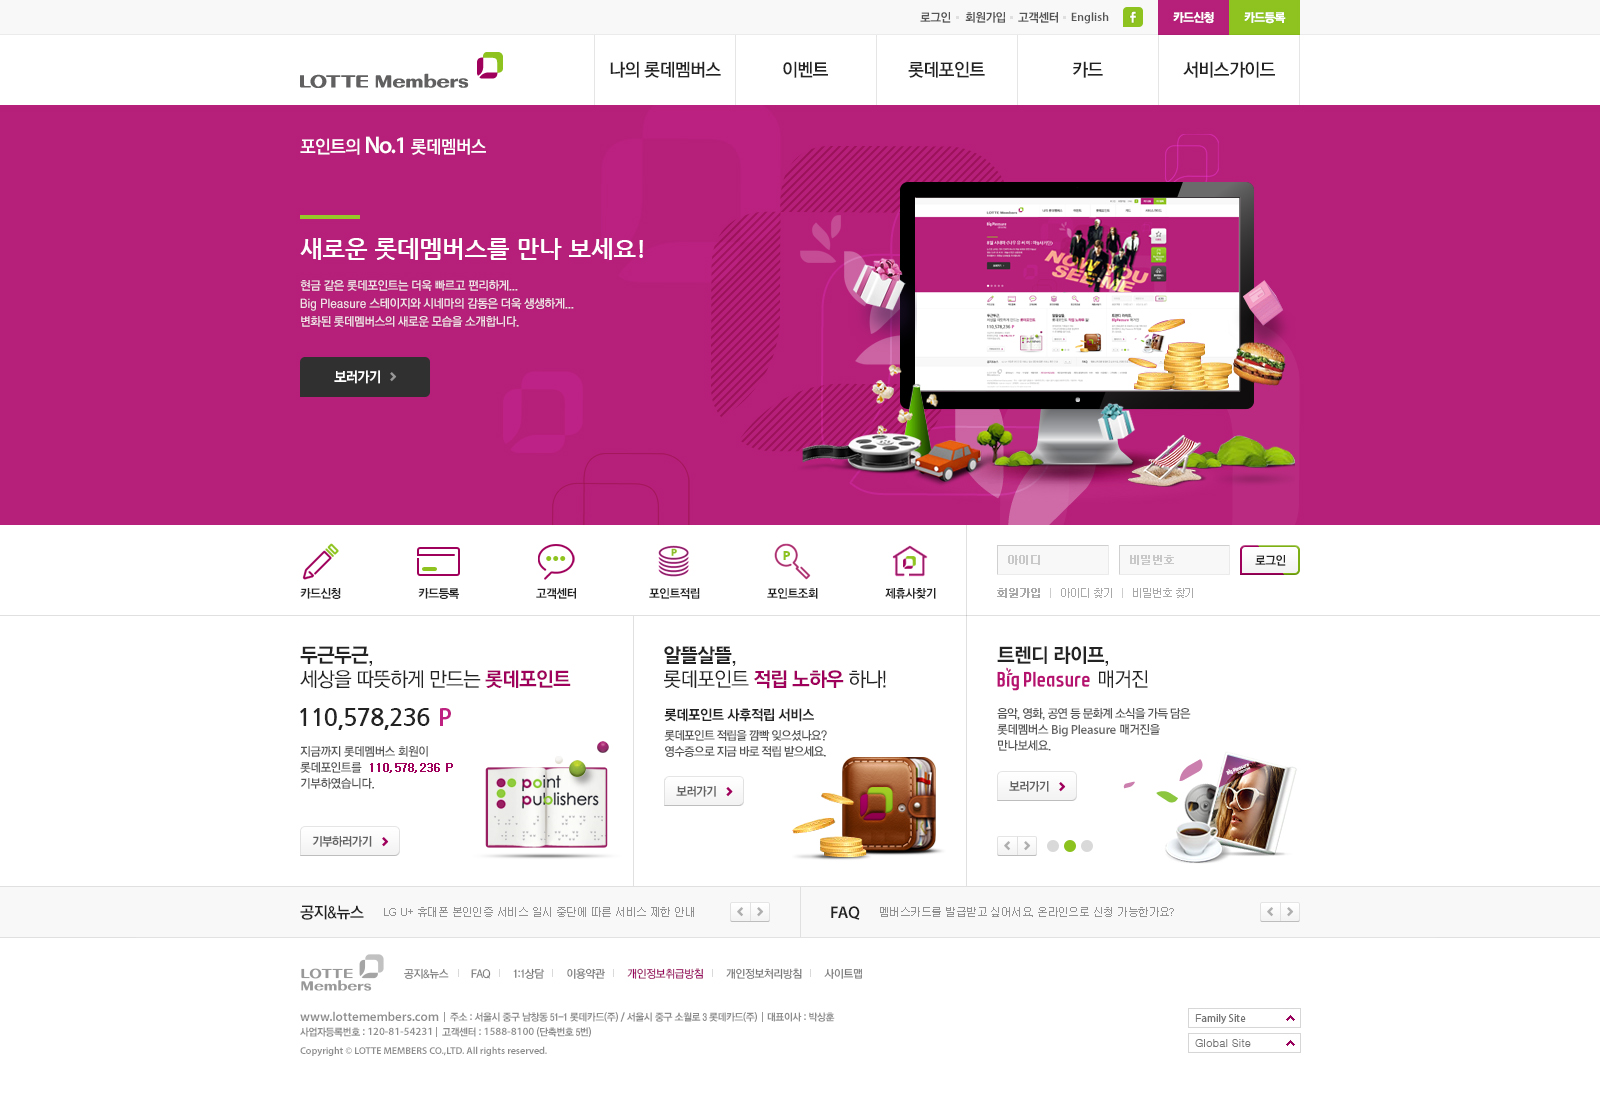 로그인 회원가입 고객센터 English f 카드신청 카드등록
LOTTE Members
나의 롯데멤버스 이벤트 롯데포인트 카드 서비스가이드
포인트의 No.1 롯데멤버스
새로운 롯데멤버스를 만나 보세요!
현금 같은 롯데포인트는 더욱 빠르고 편리하게...
Big Pleasure 스테이지와 시네마의 감동은 더욱 생생하게...
변화된 롯데멤버스의 새로운 모습을 소개합니다.
보러가기
LOTTE Members
NOW YOU
SEE ME
110,578,236 P
카드신청 카드등록 고객센터 포인트적립 포인트조회 제휴사찾기
아이디 비밀번호 로그인
회원가입 | 아이디 찾기 | 비밀번호 찾기
두근두근,
세상을 따뜻하게 만드는 롯데포인트
110,578,236 P
지금까지 롯데멤버스 회원이
롯데포인트를 110,578,236 P
기부하였습니다.
기부하러가기
point
publishers
알뜰살뜰,
롯데포인트 적립 노하우 하나!
롯데포인트 사후적립 서비스
롯데포인트 적립을 깜빡 잊으셨나요?
영수증으로 지금 바로 적립 받으세요.
보러가기
트렌디 라이프,
Big Pleasure 매거진
음악, 영화, 공연 등 문화계 소식을 가득 담은
롯데멤버스 Big Pleasure 매거진을
만나보세요.
보러가기
공지&뉴스 LG U+ 휴대폰 본인인증 서비스 일시 중단에 따른 서비스 제한 안내
FAQ 멤버스카드를 발급받고 싶어서요. 온라인으로 신청 가능한가요?
LOTTE
Members
공지&뉴스 | FAQ | 1:1상담 | 이용약관 | 개인정보취급방침 | 개인정보처리방침 | 사이트맵
www.lottemembers.com | 주소 : 서울시 중구 남창동 51-1 롯데카드(주) / 서울시 중구 소월로 3 롯데카드(주) | 대표이사 : 박상훈
사업자등록번호 : 120-81-54231 | 고객센터 : 1588-8100 (단축번호 5번)
Copyright © LOTTE MEMBERS CO.,LTD. All rights reserved.
Family Site
Global Site